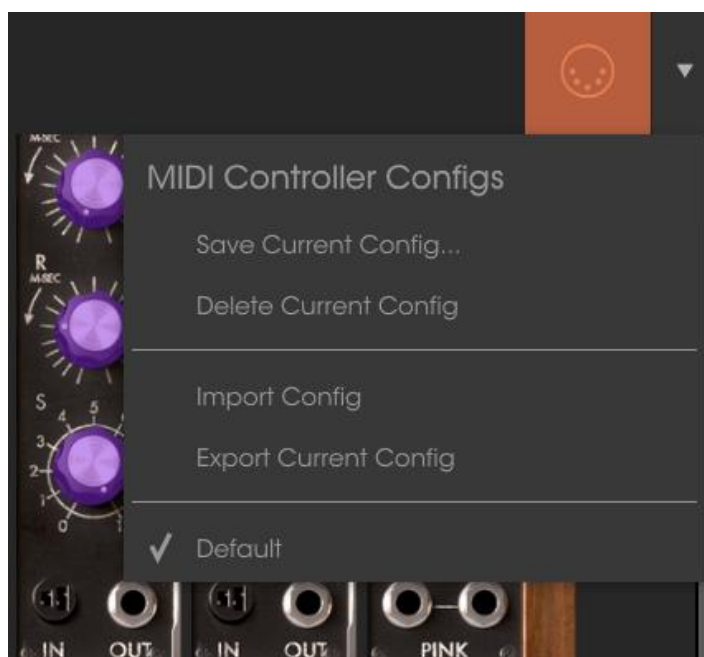 M-SEC
MIDI Controller Configs
Save Current Config...
R
M-SEC
Delete Current Config
Import Config
S
4
5
3
Export Current Config
2
1
0
Default
IN
OUT
IN
OUT
PINK